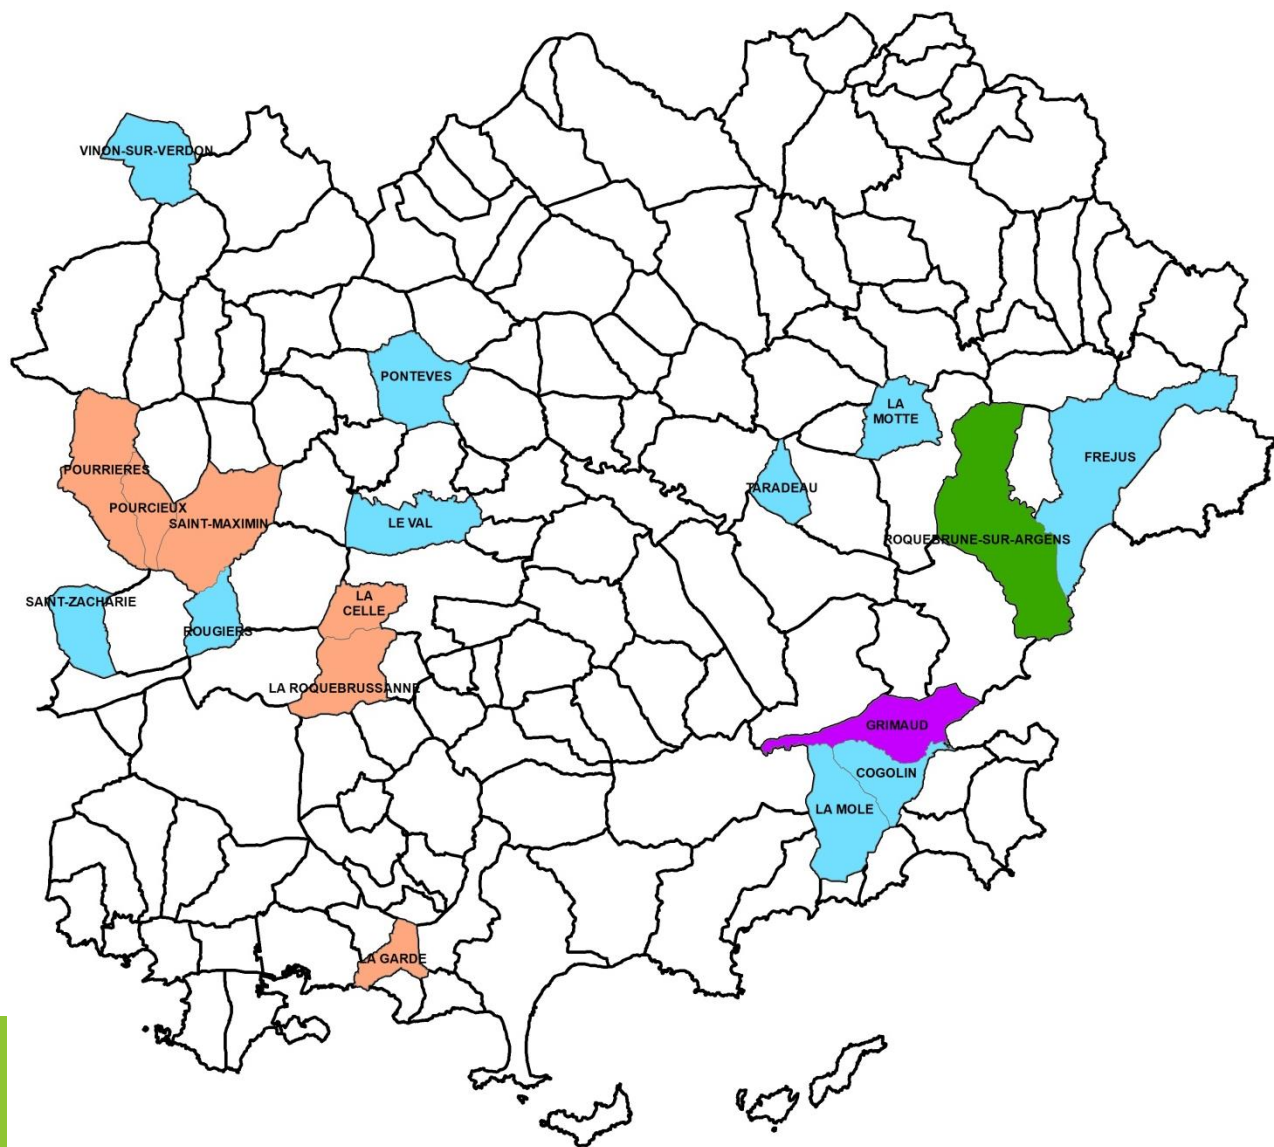 VINON-SUR-VERDON
PONTEVES
LA
MOTTE
FREJUS
POURRIERES
TARADEAU
POURCIEUX
SAINT-MAXIMIN
LE VAL
ROQUEBRUNE-SUR-ARGENS
LA
CELLE
SAINT-ZACHARIE
ROUGIERS
LA ROQUEBRUSSANNE
GRIMAUD
COGOLIN
LA MOLE
LA GARDE